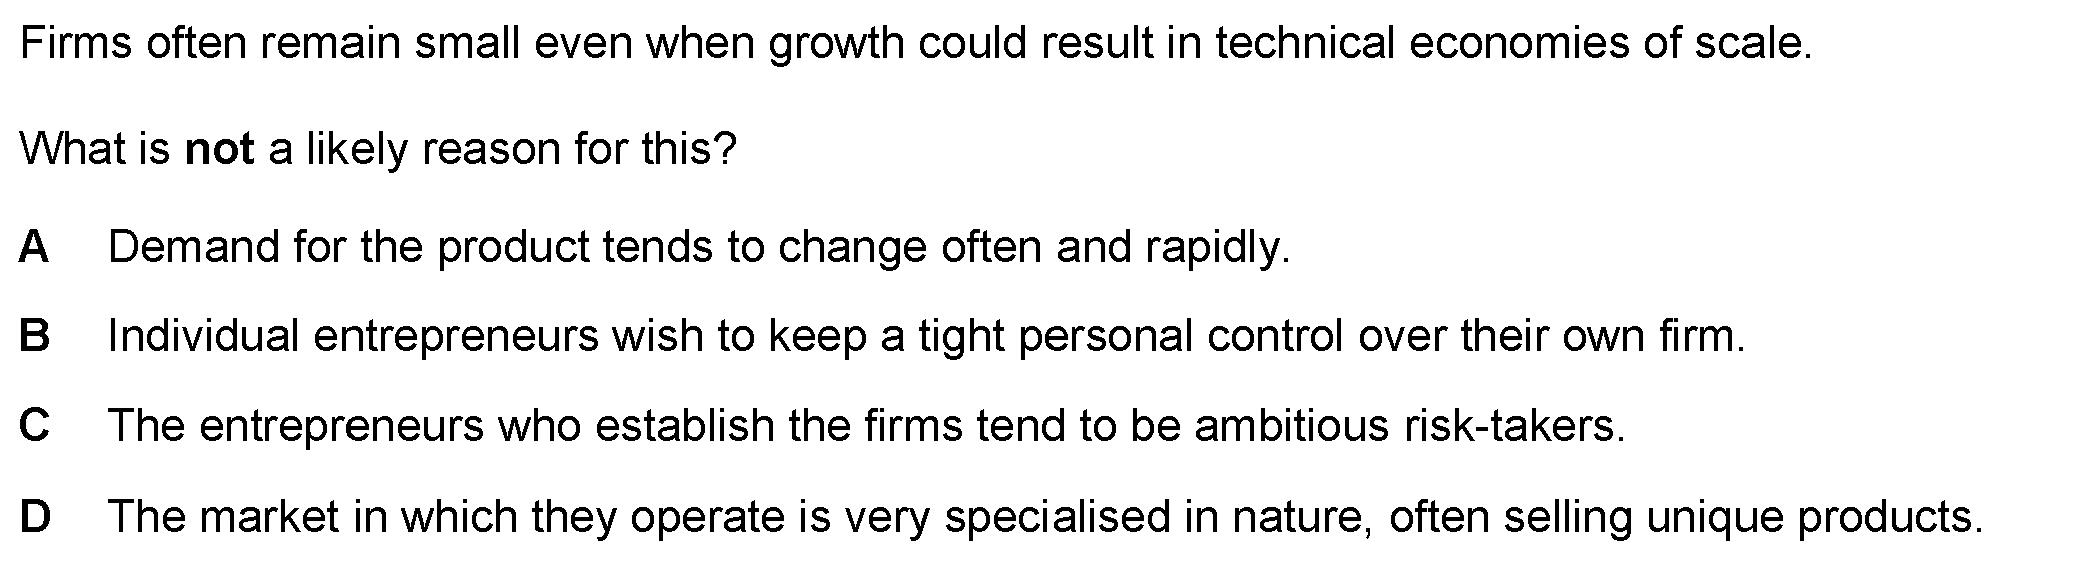 Firms often remain small even when growth could result in technical economies of scale.
What is not a likely reason for this?
A Demand for the product tends to change often and rapidly.
B Individual entrepreneurs wish to keep a tight personal control over their own firm.
C The entrepreneurs who establish the firms tend to be ambitious risk-takers.
D The market in which they operate is very specialised in nature, often selling unique products.